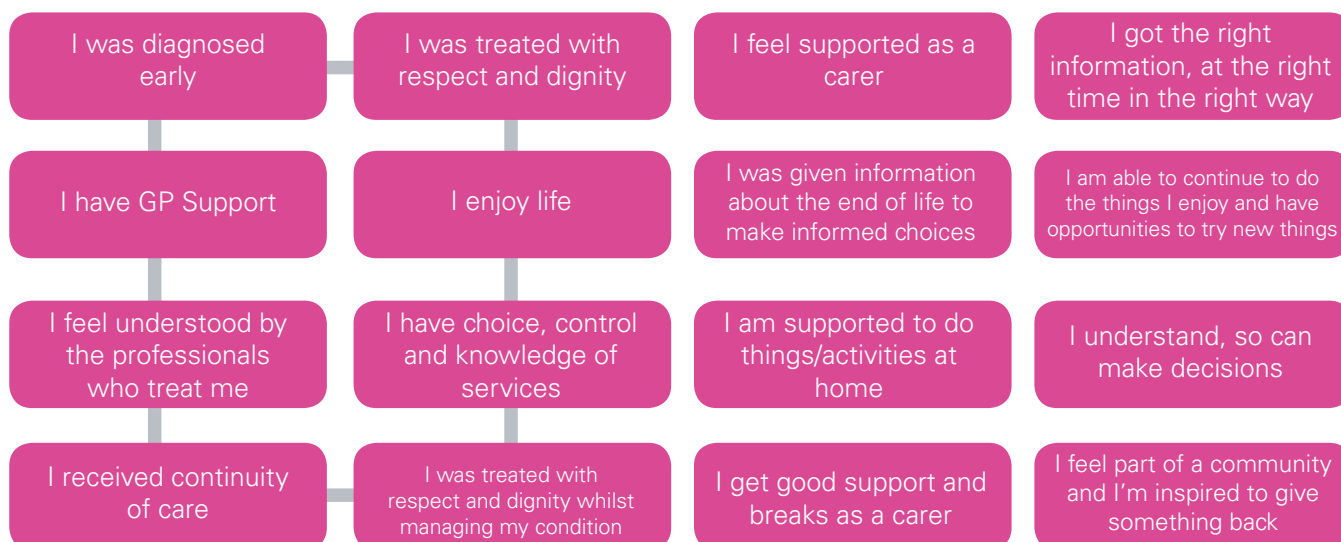 I was diagnosed
early
I was treated with
respect and dignity
I feel supported as a
carer
I got the right
information, at the right
time in the right way
I have GP Support
I enjoy life
I was given information
about the end of life to
make informed choices
I am able to continue to do
the things I enjoy and have
opportunities to try new things
I feel understood by
the professionals
who treat me
I have choice, control
and knowledge of
services
I am supported to do
things/activities at
home
I understand, so can
make decisions
I received continuity
of care
I was treated with
respect and dignity whilst
managing my condition
I get good support and
breaks as a carer
I feel part of a community
and I’m inspired to give
something back